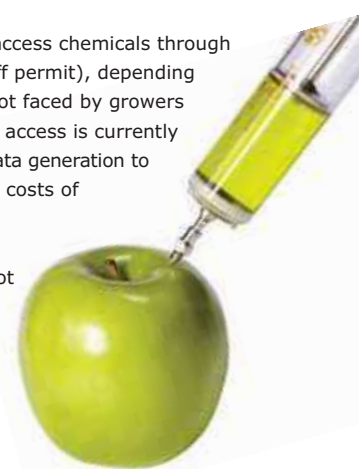 access chemicals through
ff permit), depending
ot faced by growers
access is currently
ata generation to
costs of
ot